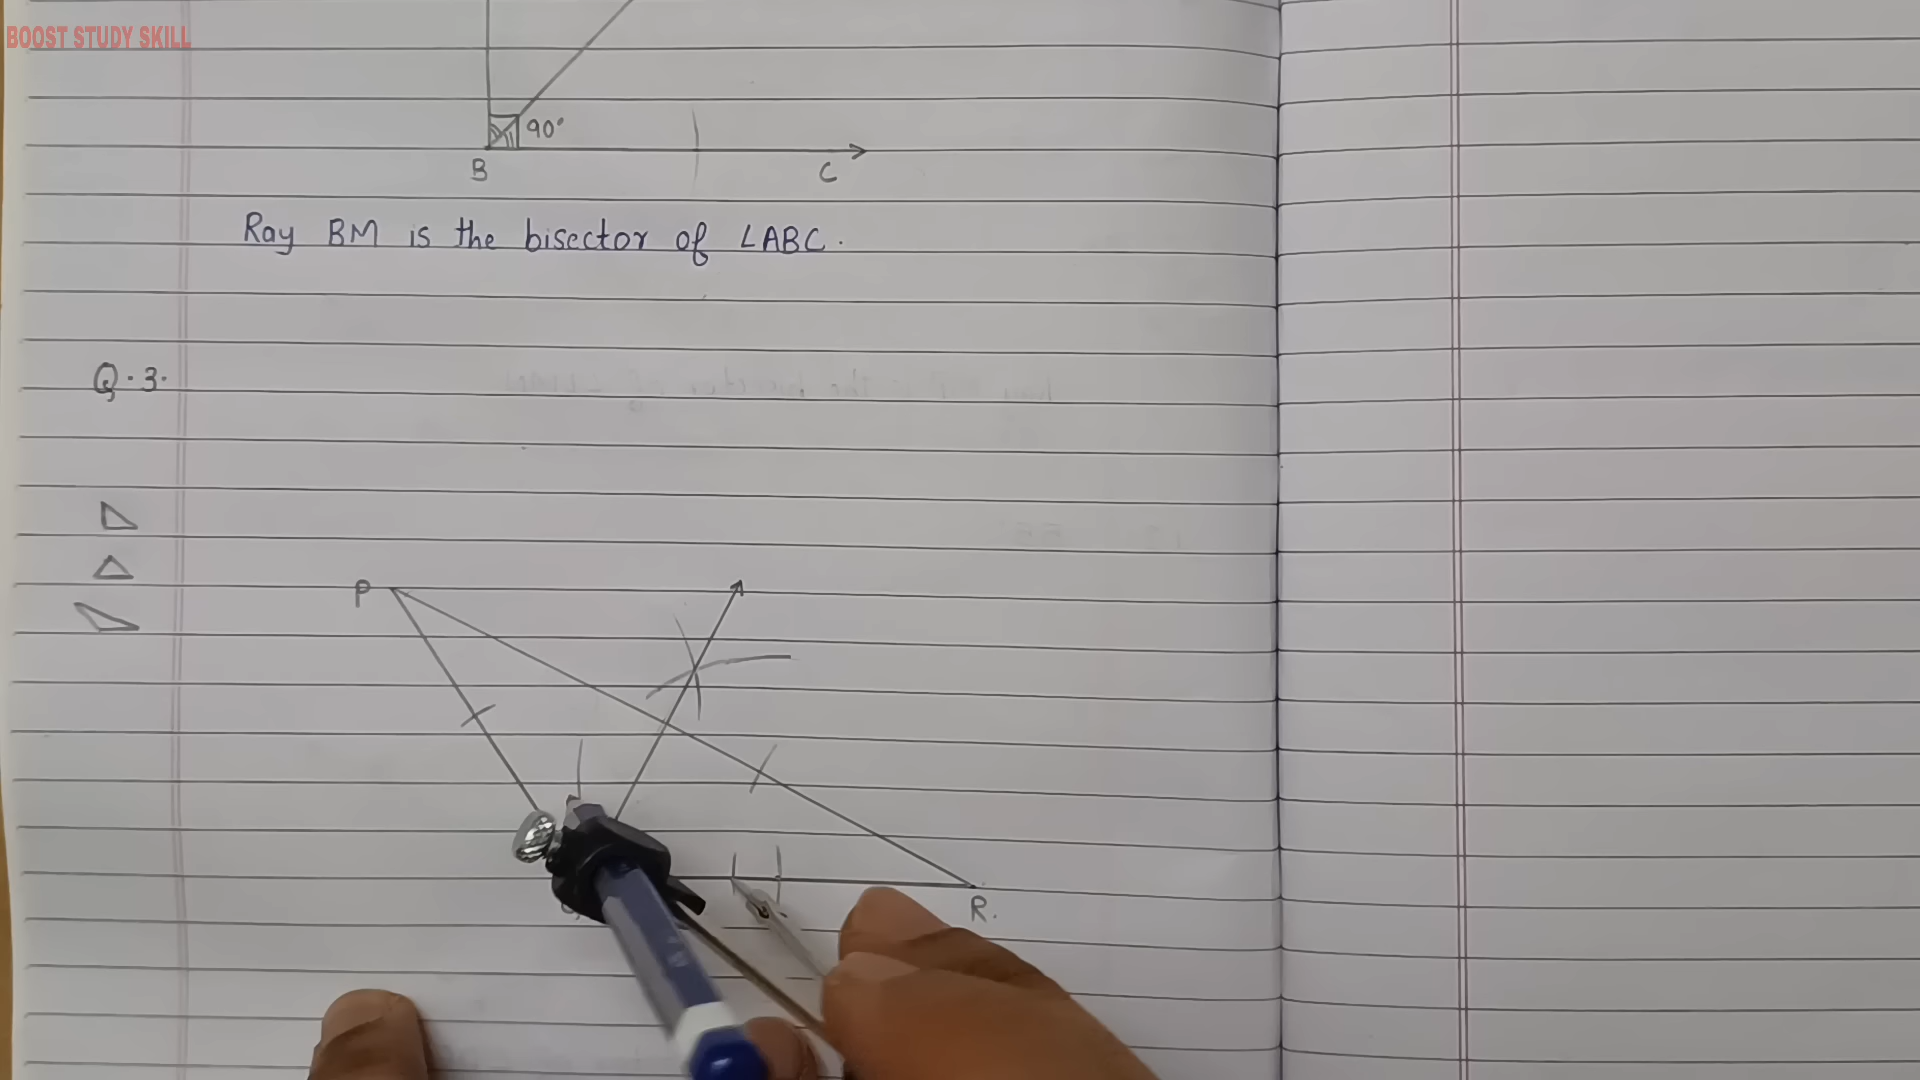 BOOST STUDY SKILL
90°
B C
Ray BM is the bisector of ∠ABC.
Q.3.
P
R.